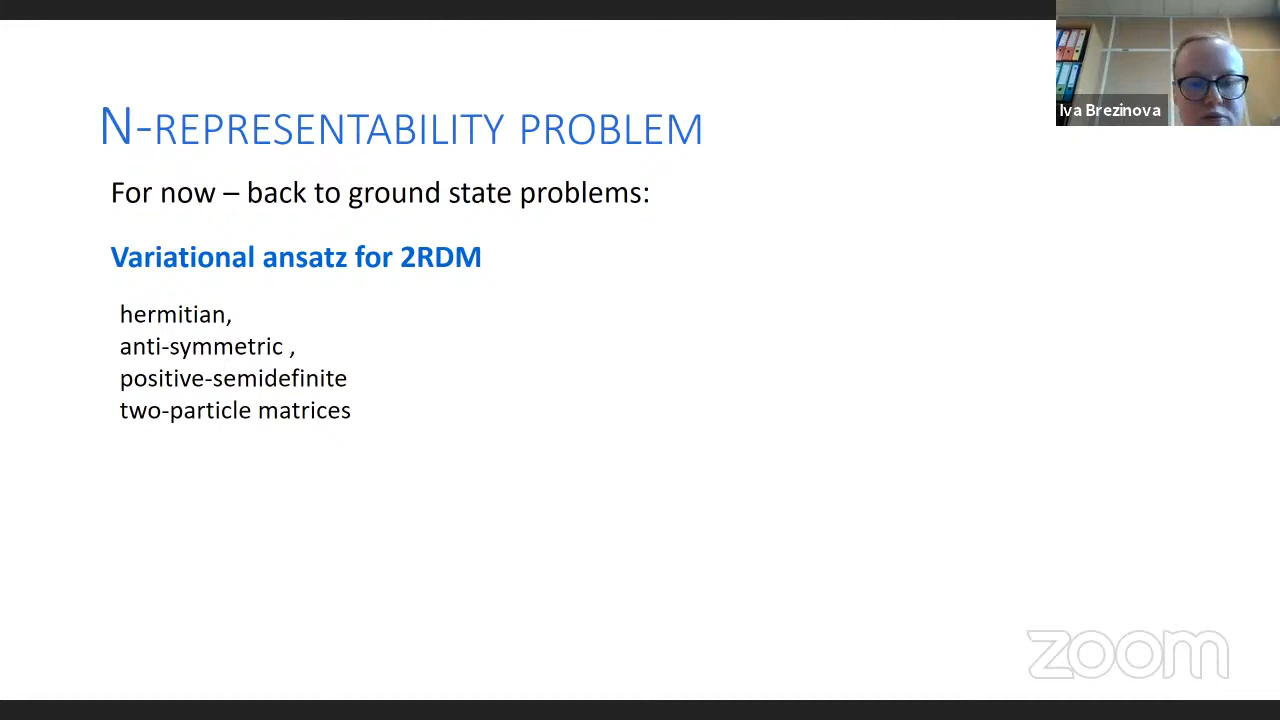 Iva Brezinova
N-REPRESENTABILITY PROBLEM
For now – back to ground state problems:
Variational ansatz for 2RDM
hermitian,
anti-symmetric ,
positive-semidefinite
two-particle matrices
zoom